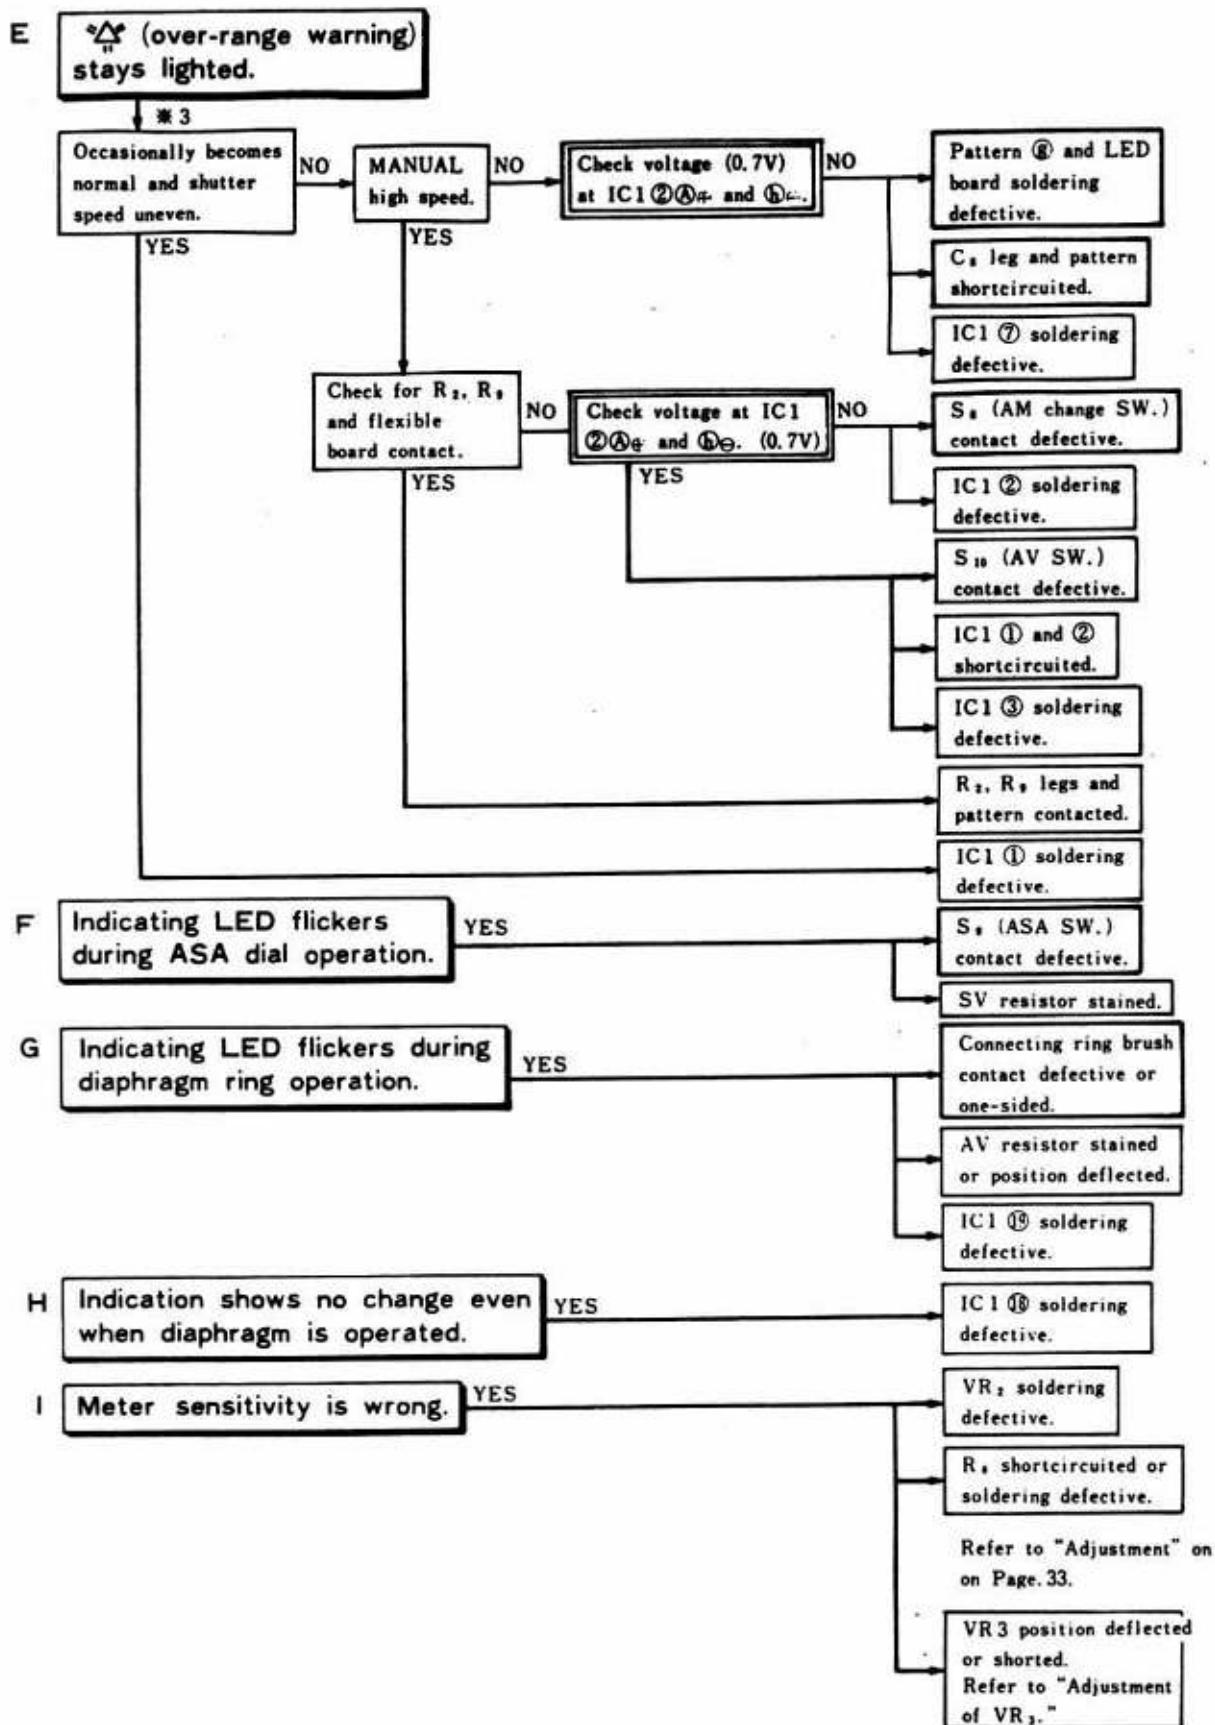 E
(over-range warning)
stays lighted.
※3
Occasionally becomes
normal and shutter
speed uneven.
NO
MANUAL
high speed.
NO
Check voltage (0.7V)
at IC1 ②Ⓐ and ⓗ.
NO
Pattern ⓖ and LED
board soldering
defective.
YES
YES
leg and pattern
shortcircuited.
IC1 ⑦ soldering
defective.
Check for R₂, R₉
and flexible
board contact.
NO
Check voltage at IC1
②Ⓐ⊕ and ⓗ⊖. (0.7V)
NO
(AM change SW.)
contact defective.
YES
YES
IC1 ② soldering
defective.
S₁₀ (AV SW.)
contact defective.
IC1 ① and ②
shortcircuited.
IC1 ③ soldering
defective.
R₂, R₉ legs and
pattern contacted.
IC1 ① soldering
defective.
F
Indicating LED flickers
during ASA dial operation.
YES
(ASA SW.)
contact defective.
SV resistor stained.
G
Indicating LED flickers during
diaphragm ring operation.
YES
Connecting ring brush
contact defective or
one-sided.
AV resistor stained
or position deflected.
IC1 ⑲ soldering
defective.
H
Indication shows no change even
when diaphragm is operated.
YES
IC1 ⑱ soldering
defective.
I
Meter sensitivity is wrong.
YES
VR₂ soldering
defective.
shortcircuited or
soldering defective.
Refer to "Adjustment" on
on Page.33.
VR3 position deflected
or shorted.
Refer to "Adjustment
of VR₃."